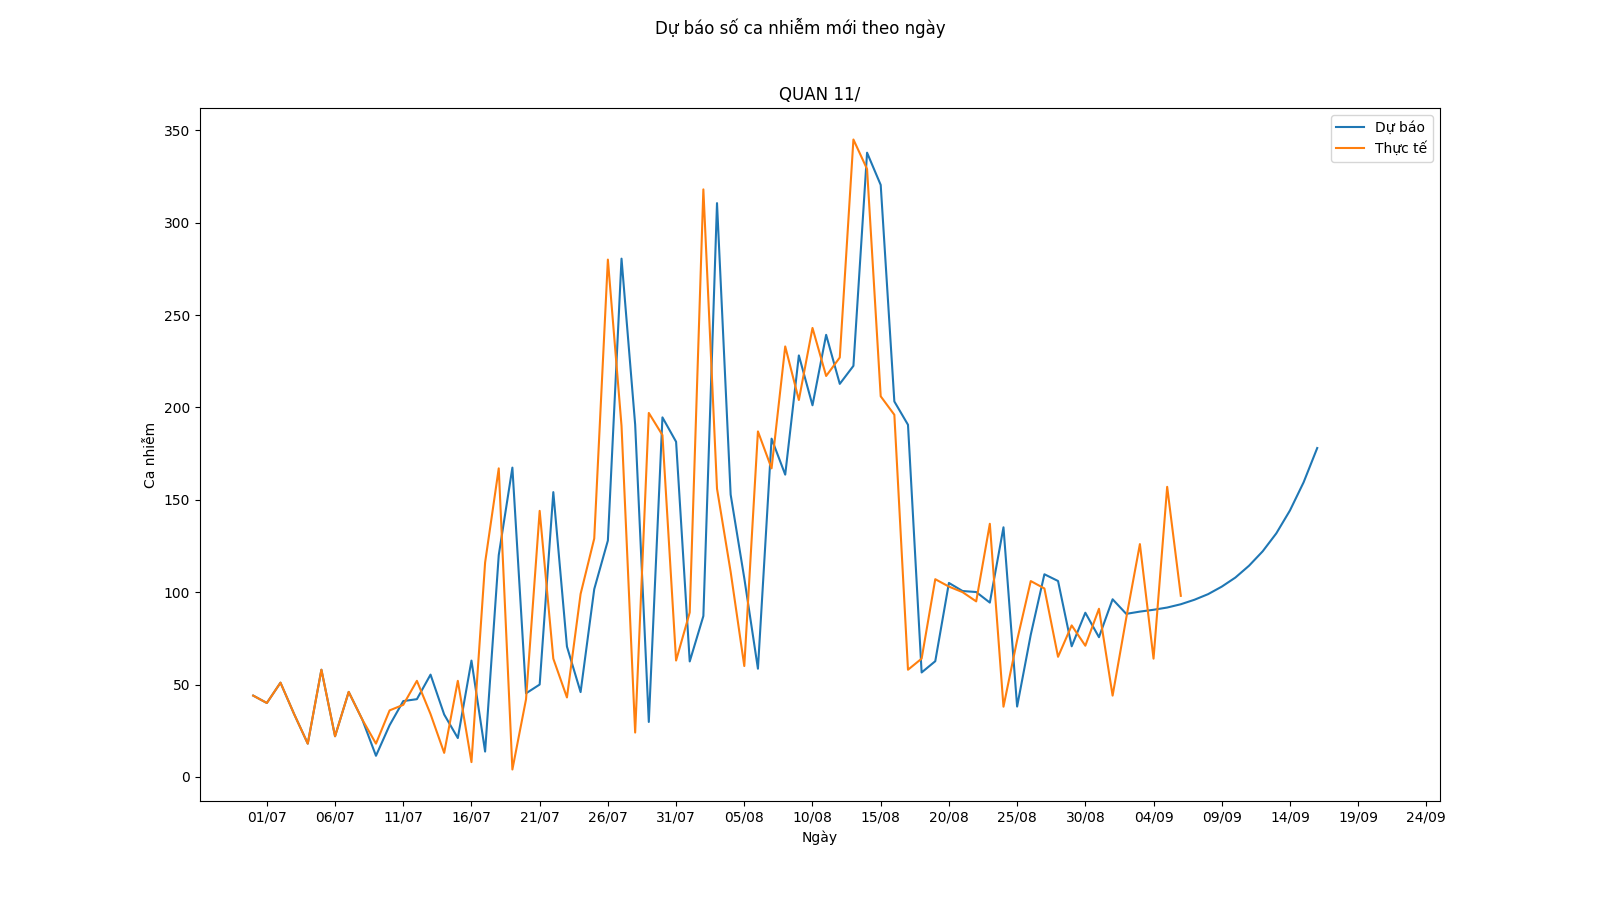 Dự báo số ca nhiễm mới theo ngày
QUAN 11/
Dự báo
Thực tế
350
300
250
200
150
100
50
0
Ca nhiễm
01/07 06/07 11/07 16/07 21/07 26/07 31/07 05/08 10/08 15/08 20/08 25/08 30/08 04/09 09/09 14/09 19/09 24/09
Ngày